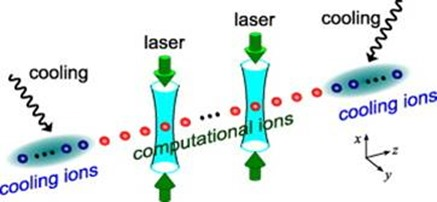 laser
laser
cooling
cooling
computational ions
cooling ions
cooling ions
x
z
y